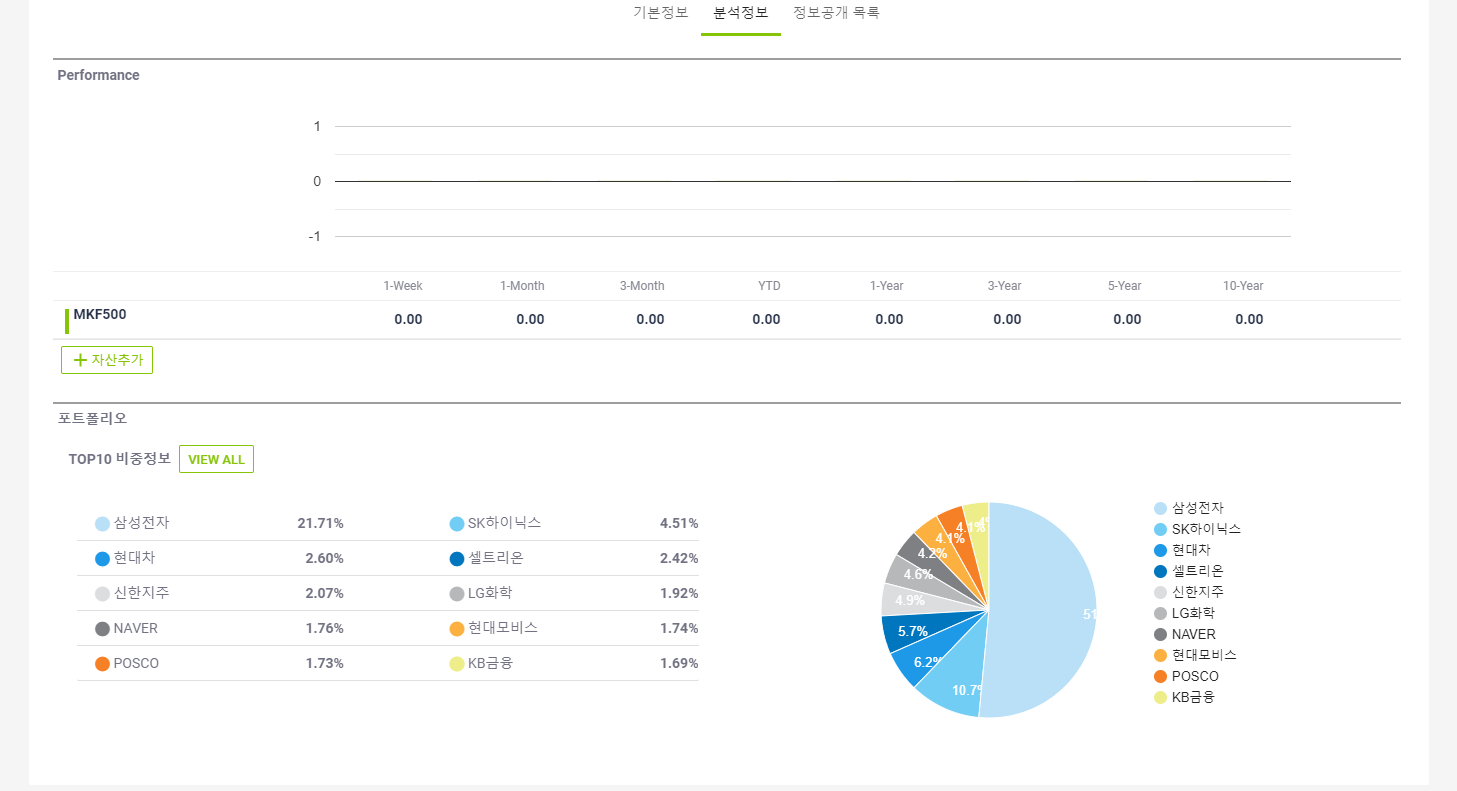 기본정보 분석정보 정보공개 목록
Performance
1
0
-1
1-Week 1-Month 3-Month YTD 1-Year 3-Year 5-Year 10-Year
MKF500 0.00 0.00 0.00 0.00 0.00 0.00 0.00 0.00
+ 자산추가
포트폴리오
TOP10 비중정보 VIEW ALL
삼성전자 21.71% SK하이닉스 4.51%
현대차 2.60% 셀트리온 2.42%
신한지주 2.07% LG화학 1.92%
NAVER 1.76% 현대모비스 1.74%
POSCO 1.73% KB금융 1.69%
4.1%
4.1%
4.2%
4.6%
4.9%
5.7%
6.2%
10.7%
51
삼성전자
SK하이닉스
현대차
셀트리온
신한지주
LG화학
NAVER
현대모비스
POSCO
KB금융